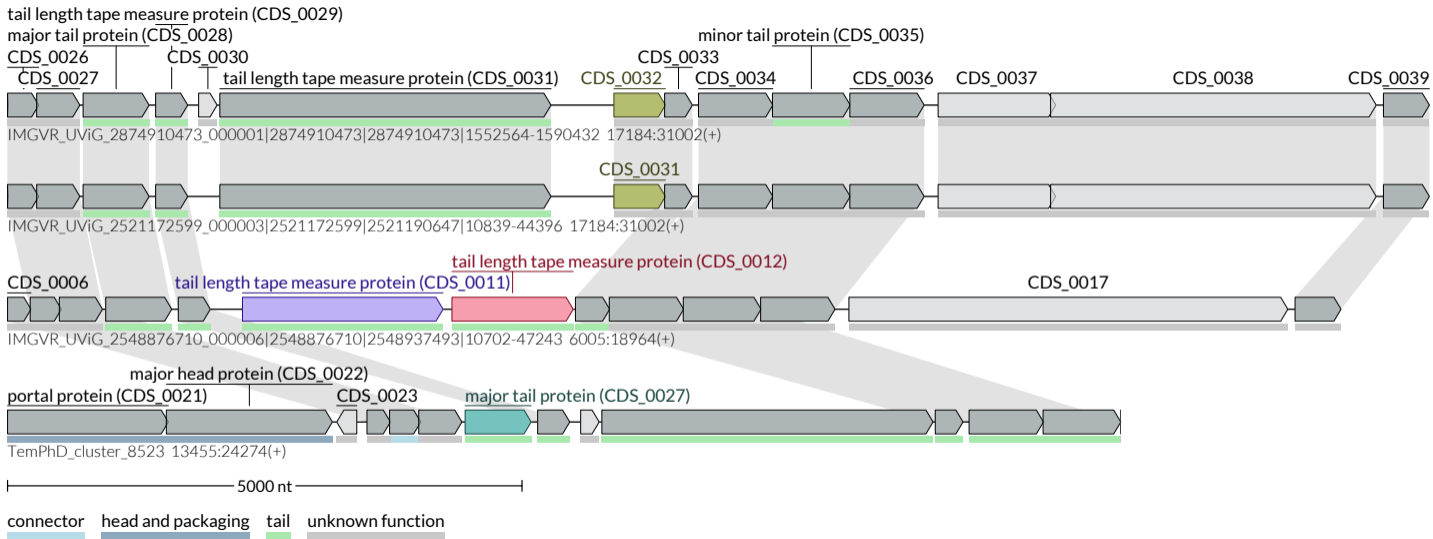 tail length tape measure protein (CDS_0029)
major tail protein (CDS_0028) minor tail protein (CDS_0035)
CDS_0026 CDS_0030 CDS_0033
CDS_0027 tail length tape measure protein (CDS_0031) CDS_0032 CDS_0034 CDS_0036 CDS_0037 CDS_0038 CDS_0039
IMGVR_UViG_2874910473_000001|2874910473|2874910473|1552564-1590432 17184:31002(+)
CDS_0031
IMGVR_UViG_2521172599_000003|2521172599|2521190647|10839-44396 17184:31002(+)
tail length tape measure protein (CDS_0012)
CDS_0006 tail length tape measure protein (CDS_0011) CDS_0017
IMGVR_UViG_2548876710_000006|2548876710|2548937493|10702-47243 6005:18964(+)
major head protein (CDS_0022)
portal protein (CDS_0021) CDS_0023 major tail protein (CDS_0027)
TemPhD_cluster_8523 13455:24274(+)
5000 nt
connector head and packaging tail unknown function